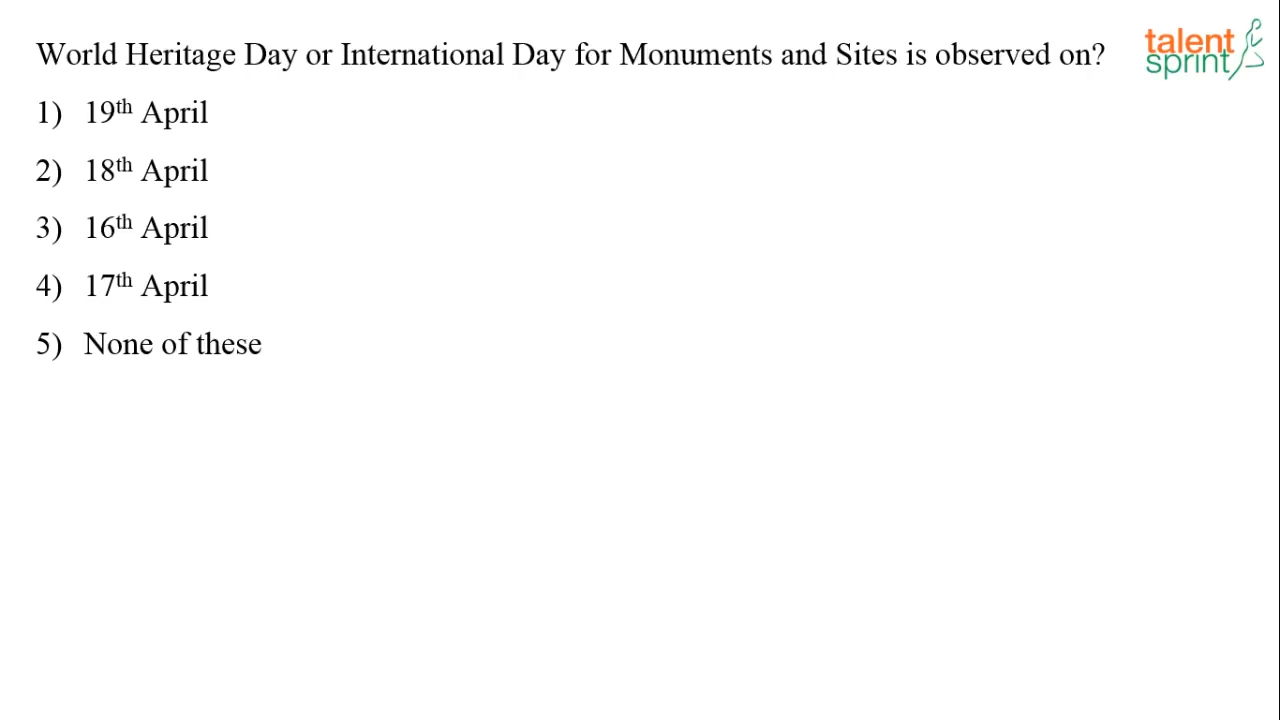 World Heritage Day or International Day for Monuments and Sites is observed on?
talent
sprint
1) 19th April
2) 18th April
3) 16th April
4) 17th April
5) None of these